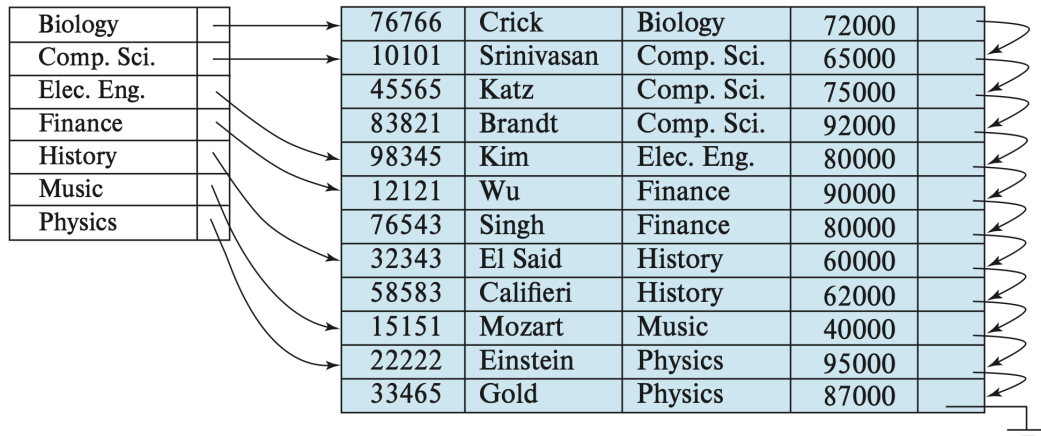 Biology
Comp. Sci.
Elec. Eng.
Finance
History
Music
Physics
76766 Crick Biology 72000
10101 Srinivasan Comp. Sci. 65000
45565 Katz Comp. Sci. 75000
83821 Brandt Comp. Sci. 92000
98345 Kim Elec. Eng. 80000
12121 Wu Finance 90000
76543 Singh Finance 80000
32343 El Said History 60000
58583 Califieri History 62000
15151 Mozart Music 40000
22222 Einstein Physics 95000
33465 Gold Physics 87000